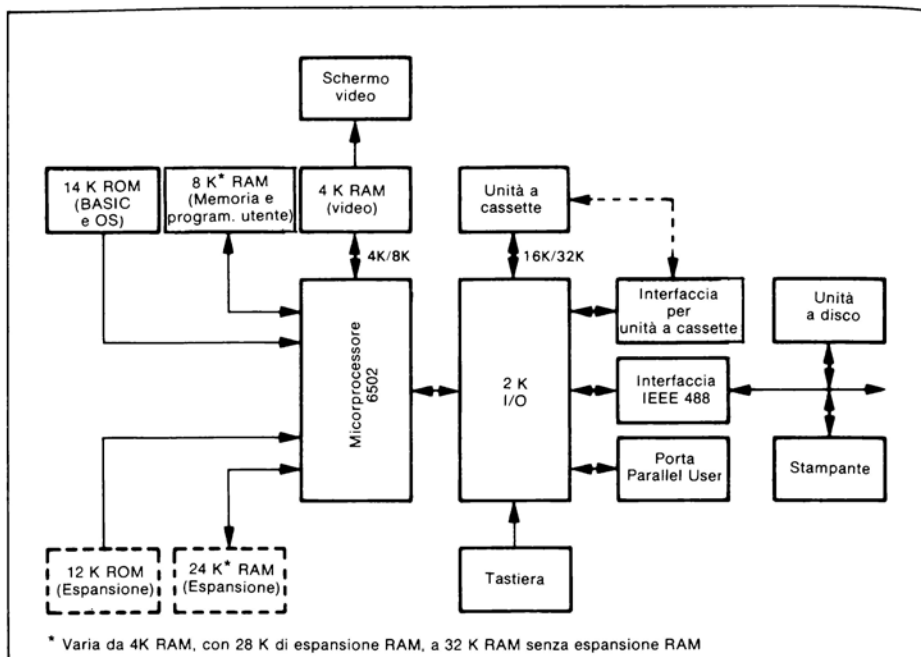 Schermo
video
14 K ROM
(BASIC
e OS)
8 K* RAM
(Memoria e
program. utente)
4 K RAM
(video)
Unità a
cassette
4K/8K
16K/32K
Interfaccia
per
unità a cassette
Unità
a disco
Micorprocessore
6502
2 K
I/O
Interfaccia
IEEE 488
Porta
Parallel User
Stampante
12 K ROM
(Espansione)
24 K* RAM
(Espansione)
Tastiera
* Varia da 4K RAM, con 28 K di espansione RAM, a 32 K RAM senza espansione RAM